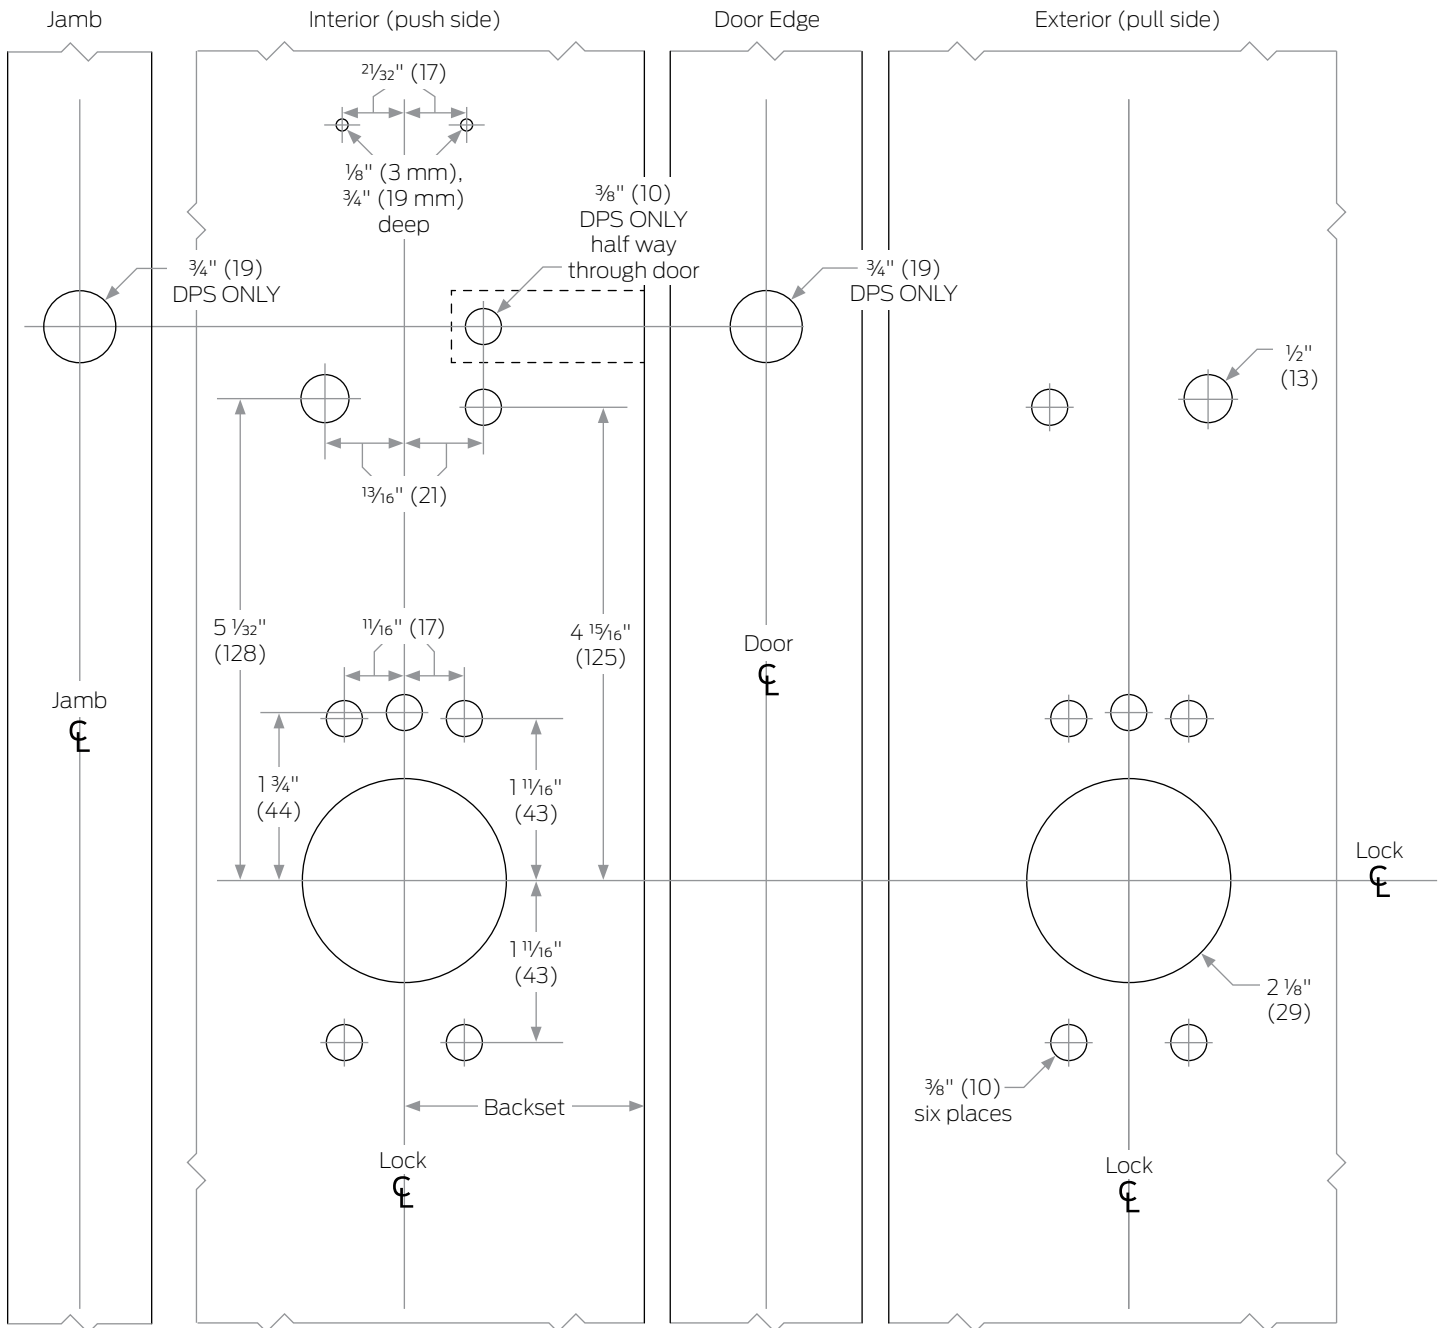 Jamb
Interior (push side)
Door Edge
Exterior (pull side)
²¹⁄₃₂" (17)
⅛" (3 mm),
¾" (19 mm)
deep
⅜" (10)
DPS ONLY
half way
through door
¾" (19)
DPS ONLY
¾" (19)
DPS ONLY
½"
(13)
¹³⁄₁₆" (21)
5 ¹⁄₃₂"
(128)
¹¹⁄₁₆" (17)
4 ¹⁵⁄₁₆"
(125)
Door
℄
Jamb
℄
1 ¾"
(44)
1 ¹¹⁄₁₆"
(43)
Lock
℄
1 ¹¹⁄₁₆"
(43)
2 ⅛"
(29)
⅜" (10)
six places
Backset
Lock
℄
Lock
℄